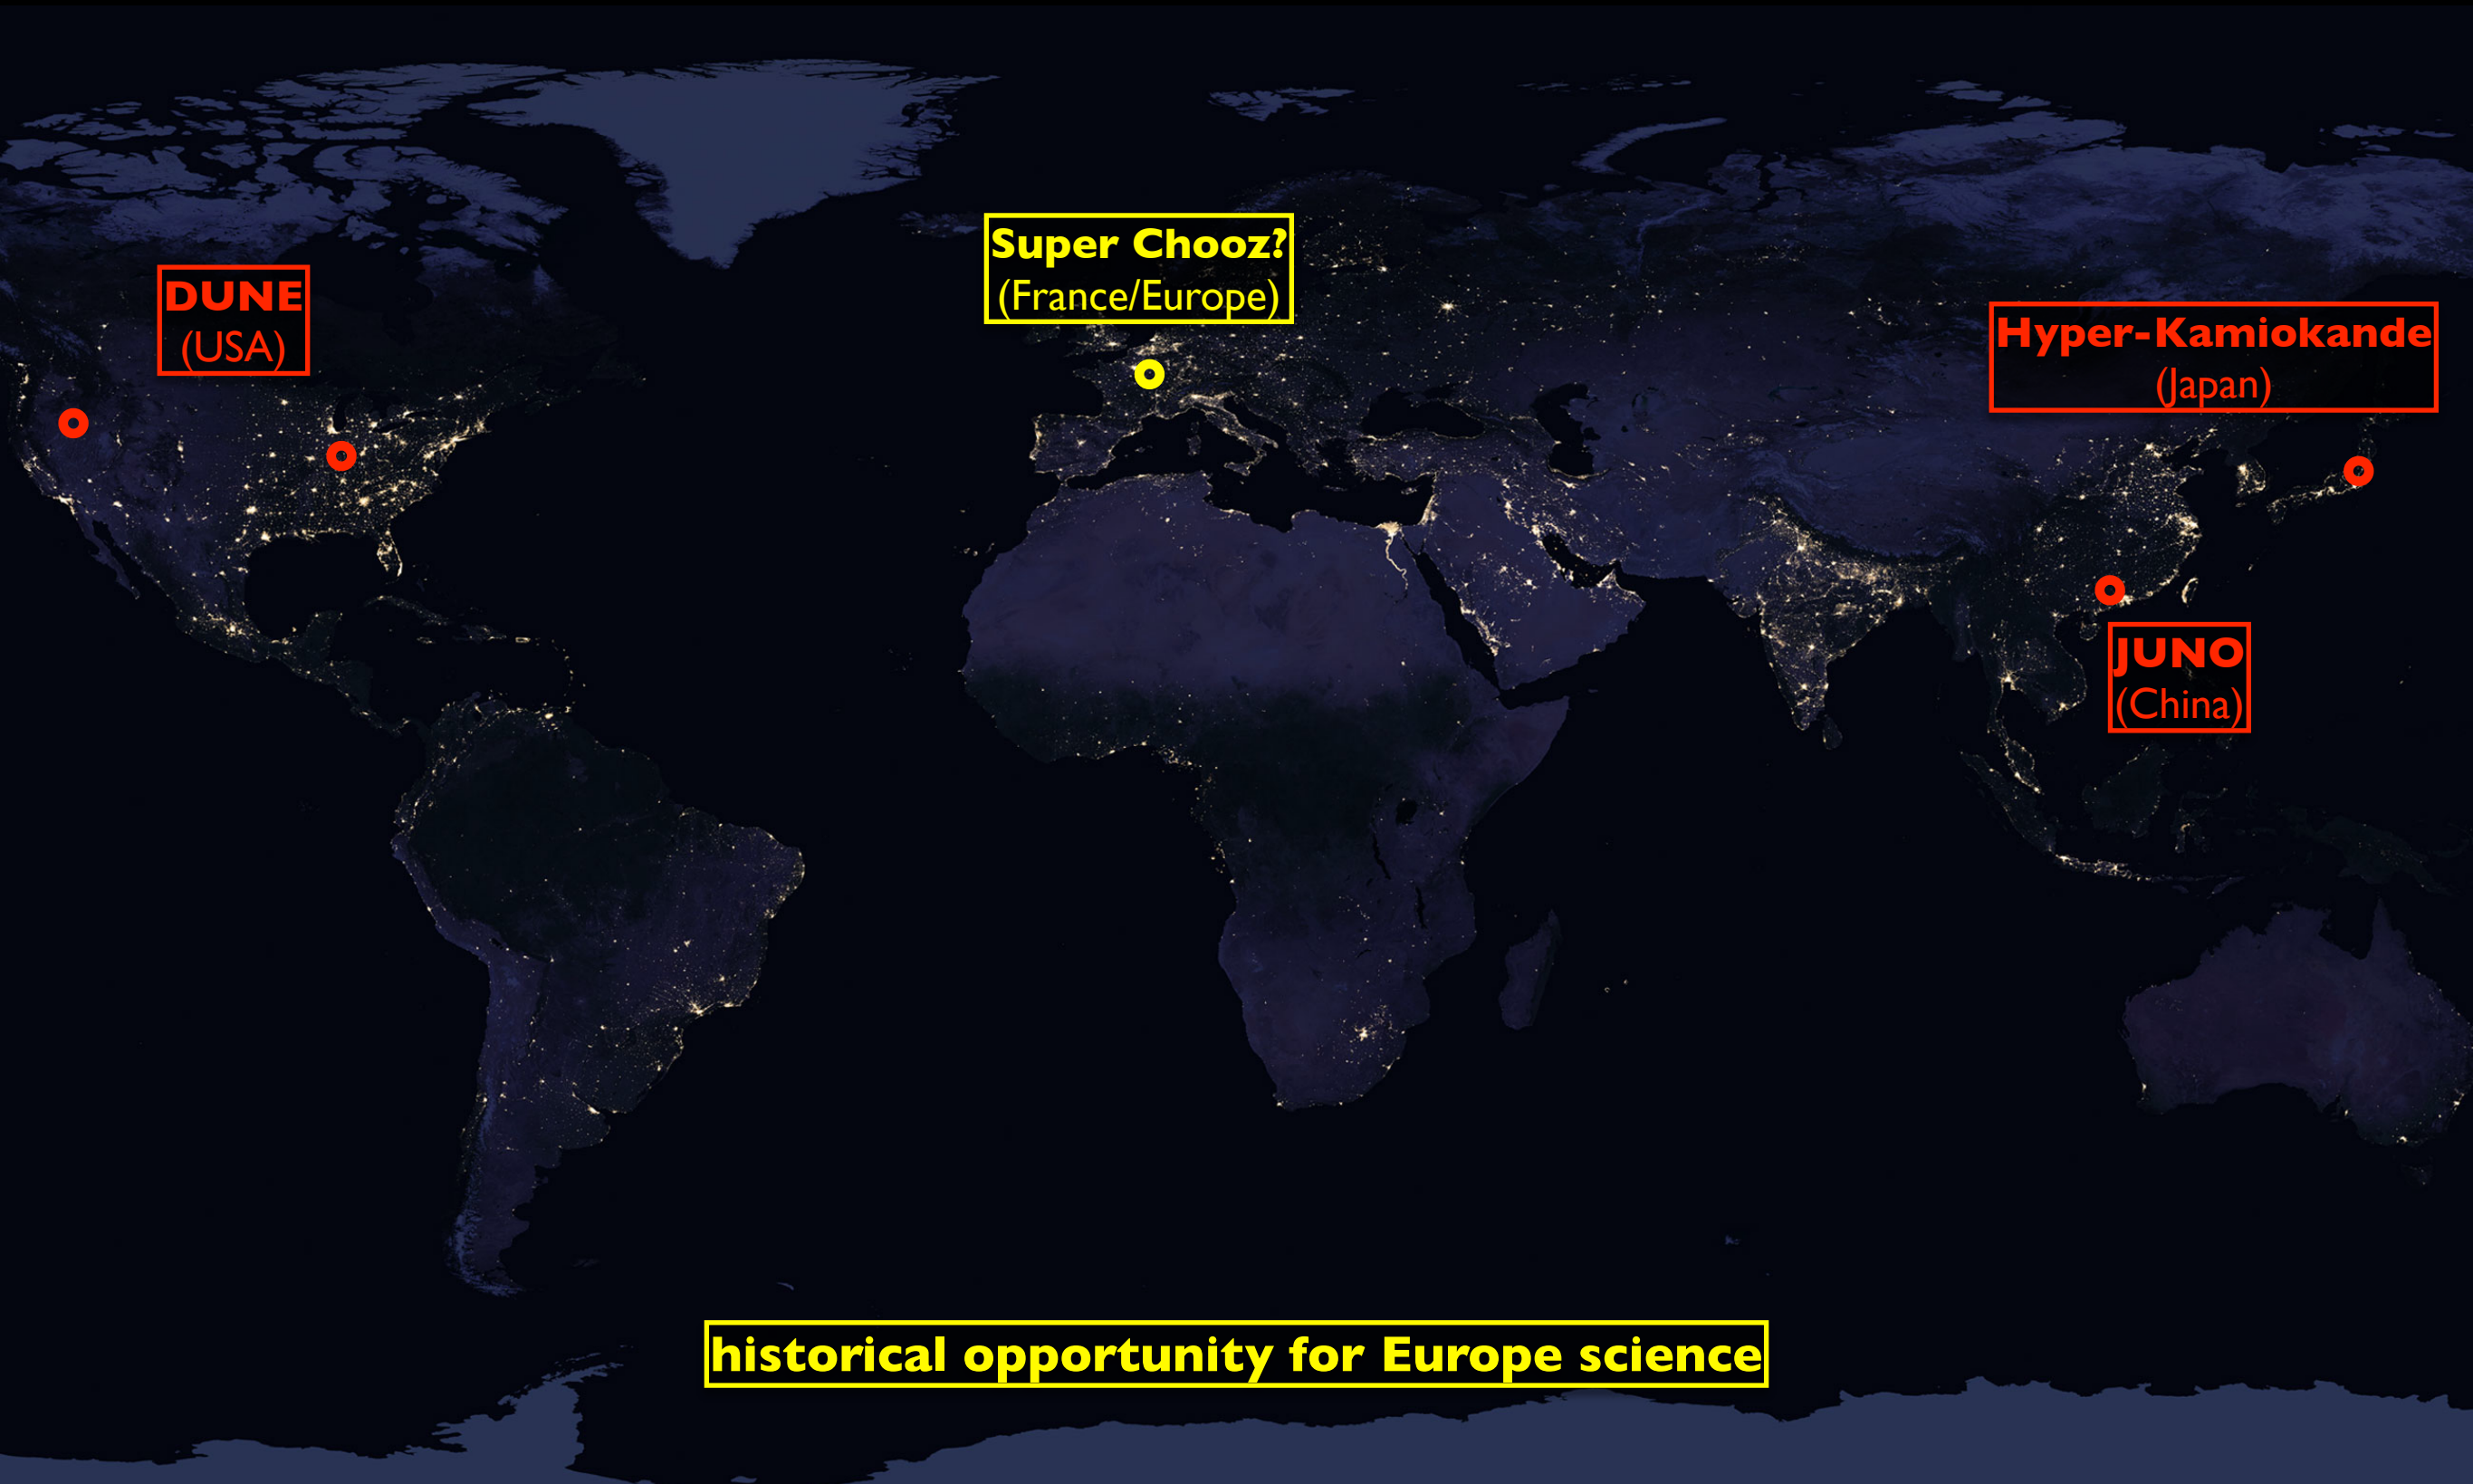 Super Chooz?
(France/Europe)
DUNE
(USA)
Hyper-Kamiokande
(Japan)
JUNO
(China)
historical opportunity for Europe science